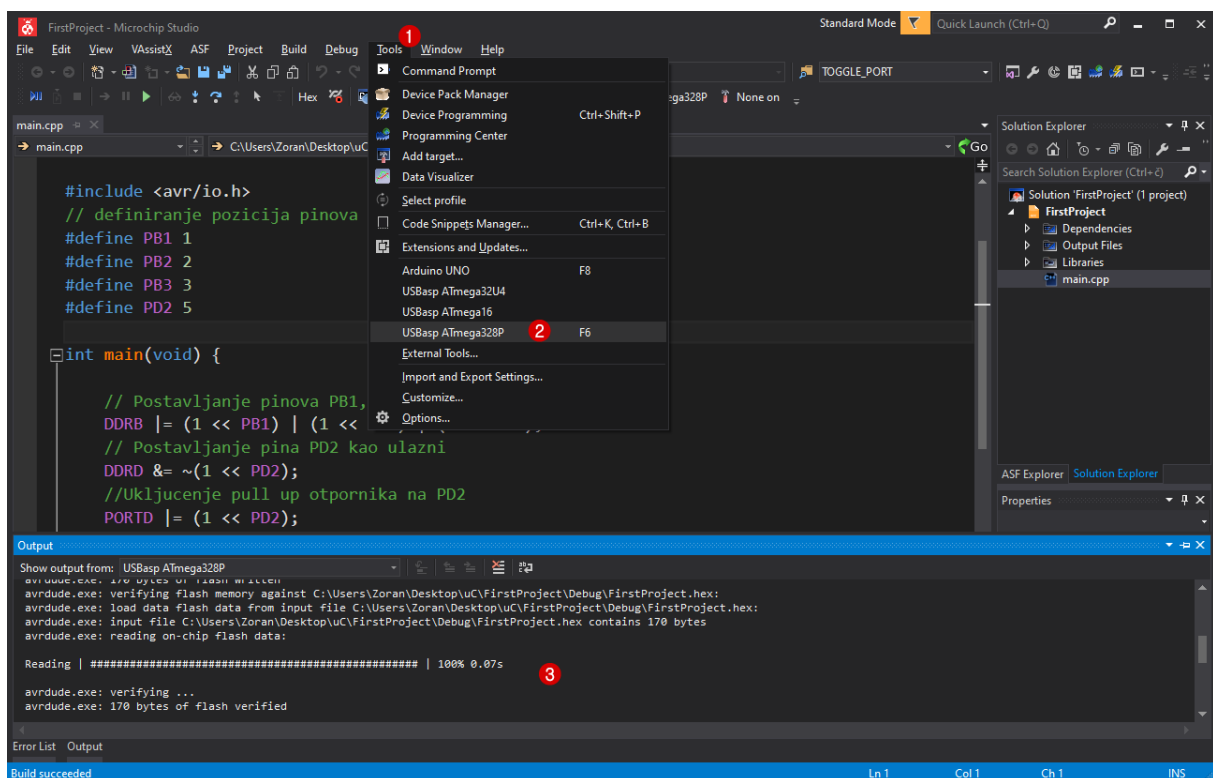 FirstProject - Microchip Studio
Standard Mode
Quick Launch (Ctrl+Q)
1
File Edit View VAssistX ASF Project Build Debug Tools Window Help
TOGGLE_PORT
Hex
ega328P
None on
Command Prompt
Device Pack Manager
Device Programming Ctrl+Shift+P
Programming Center
Add target...
Data Visualizer
Select profile
Code Snippets Manager... Ctrl+K, Ctrl+B
Extensions and Updates...
Arduino UNO F8
USBasp ATmega32U4
USBasp ATmega16
USBasp ATmega328P 2 F6
External Tools...
Import and Export Settings...
Customize...
Options...
main.cpp
main.cpp C:\Users\Zoran\Desktop\uC
Go
#include <avr/io.h>
// definiranje pozicija pinova
#define PB1 1
#define PB2 2
#define PB3 3
#define PD2 5
int main(void) {
// Postavljanje pinova PB1,
DDRB |= (1 << PB1) | (1 <<
// Postavljanje pina PD2 kao ulazni
DDRD &= ~(1 << PD2);
//Ukljucenje pull up otpornika na PD2
PORTD |= (1 << PD2);
Solution Explorer
Search Solution Explorer (Ctrl+č)
Solution 'FirstProject' (1 project)
FirstProject
Dependencies
Output Files
Libraries
main.cpp
ASF Explorer Solution Explorer
Properties
Output
Show output from: USBasp ATmega328P
avrdude.exe: 170 bytes of flash written
avrdude.exe: verifying flash memory against C:\Users\Zoran\Desktop\uC\FirstProject\Debug\FirstProject.hex:
avrdude.exe: load data flash data from input file C:\Users\Zoran\Desktop\uC\FirstProject\Debug\FirstProject.hex:
avrdude.exe: input file C:\Users\Zoran\Desktop\uC\FirstProject\Debug\FirstProject.hex contains 170 bytes
avrdude.exe: reading on-chip flash data:
Reading | ################################################## | 100% 0.07s
3
avrdude.exe: verifying ...
avrdude.exe: 170 bytes of flash verified
Error List Output
Build succeeded Ln 1 Col 1 Ch 1 INS